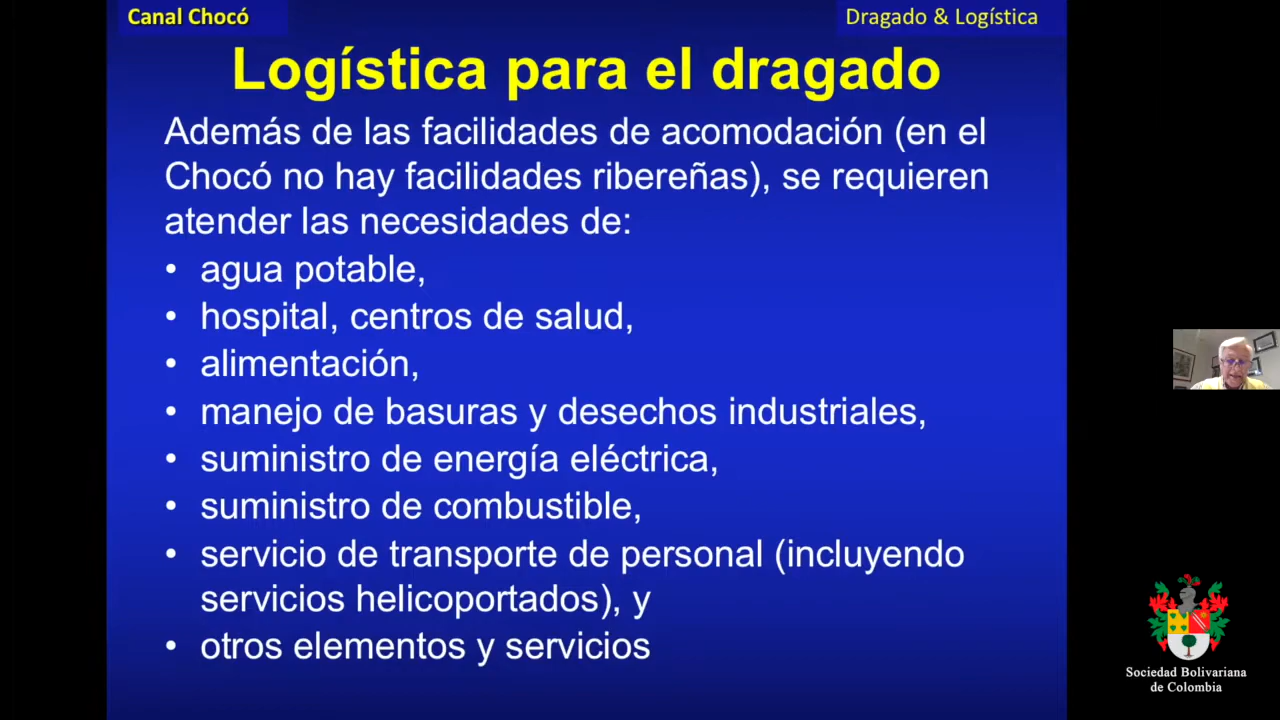 Canal Chocó
Dragado & Logística
Logística para el dragado
Además de las facilidades de acomodación (en el
Chocó no hay facilidades ribereñas), se requieren
atender las necesidades de:
• agua potable,
• hospital, centros de salud,
• alimentación,
• manejo de basuras y desechos industriales,
• suministro de energía eléctrica,
• suministro de combustible,
• servicio de transporte de personal (incluyendo
servicios helicoportados), y
• otros elementos y servicios
Sociedad Bolivariana
de Colombia